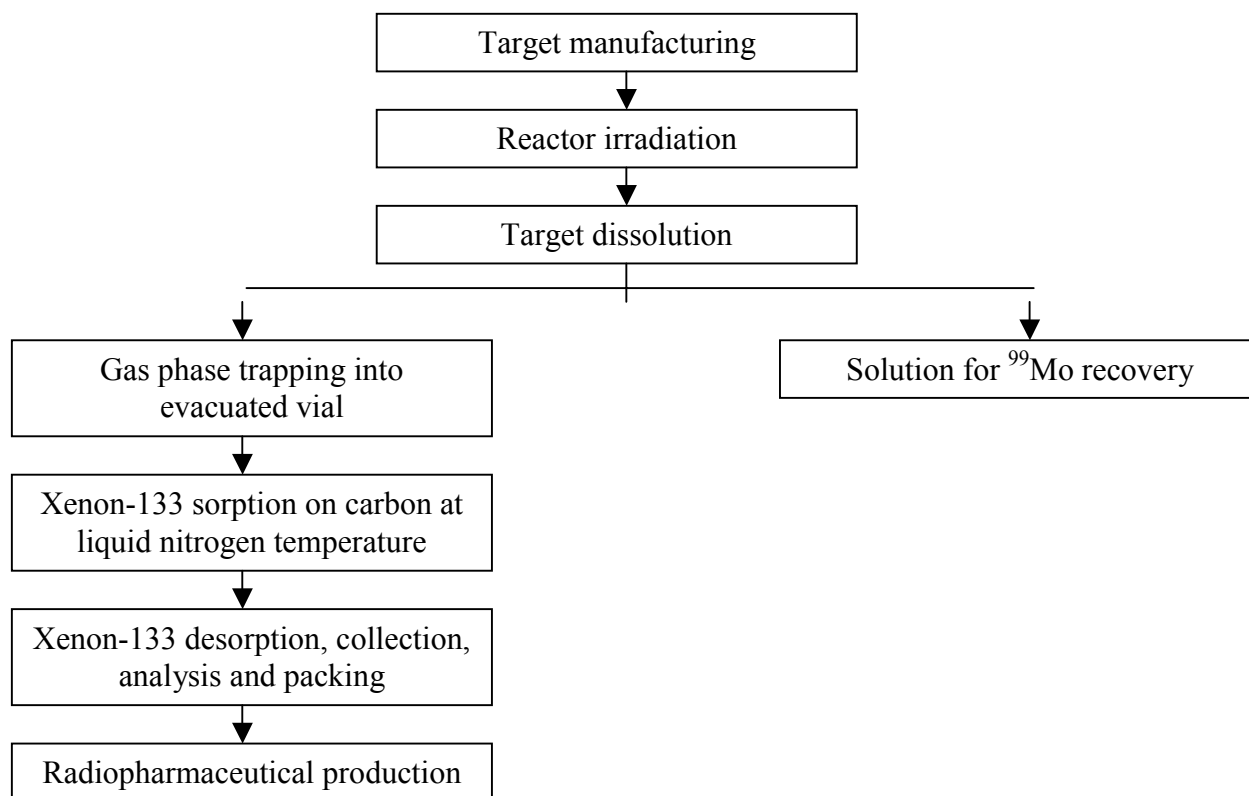 Target manufacturing
Reactor irradiation
Target dissolution
Gas phase trapping into
evacuated vial
Solution for ⁹⁹Mo recovery
Xenon-133 sorption on carbon at
liquid nitrogen temperature
Xenon-133 desorption, collection,
analysis and packing
Radiopharmaceutical production